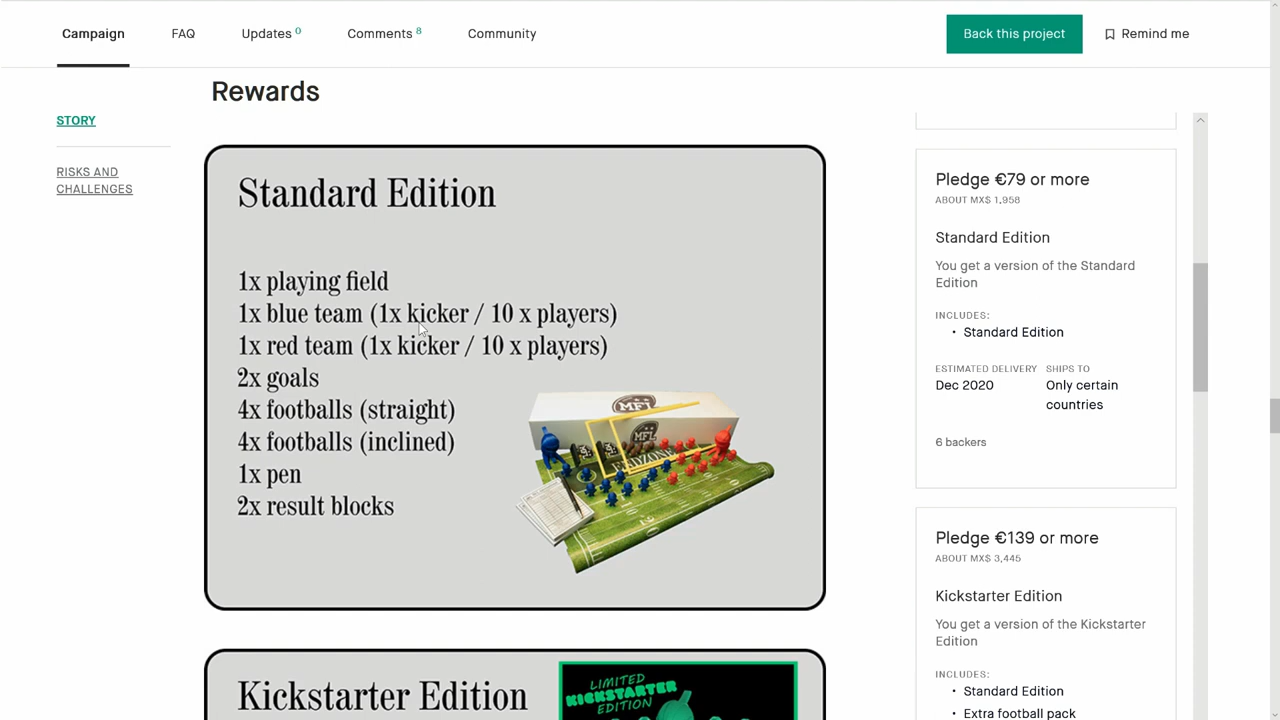 Campaign
FAQ
Updates 0
Comments 8
Community
Back this project
Remind me
STORY
RISKS AND
CHALLENGES
Rewards
Standard Edition
1x playing field
1x blue team (1x kicker / 10 x players)
1x red team (1x kicker / 10 x players)
2x goals
4x footballs (straight)
4x footballs (inclined)
1x pen
2x result blocks
MFL
MFL
ENDZONE
Kickstarter Edition
LIMITED
KICKSTARTER
EDITION
Pledge €79 or more
ABOUT MX$ 1,958
Standard Edition
You get a version of the Standard
Edition
INCLUDES:
• Standard Edition
ESTIMATED DELIVERY
Dec 2020
SHIPS TO
Only certain
countries
6 backers
Pledge €139 or more
ABOUT MX$ 3,445
Kickstarter Edition
You get a version of the Kickstarter
Edition
INCLUDES:
• Standard Edition
• Extra football pack